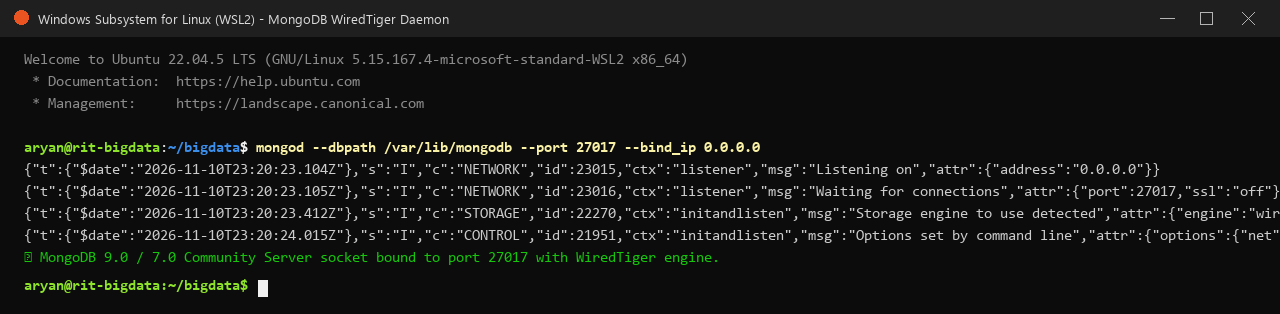 Windows Subsystem for Linux (WSL2) - MongoDB WiredTiger Daemon
Welcome to Ubuntu 22.04.5 LTS (GNU/Linux 5.15.167.4-microsoft-standard-WSL2 x86_64)
* Documentation:  https://help.ubuntu.com
* Management:     https://landscape.canonical.com
aryan@rit-bigdata:~/bigdata$ mongod --dbpath /var/lib/mongodb --port 27017 --bind_ip 0.0.0.0
{"t":{"$date":"2026-11-10T23:20:23.104Z"},"s":"I","c":"NETWORK","id":23015,"ctx":"listener","msg":"Listening on","attr":{"address":"0.0.0.0"}}
{"t":{"$date":"2026-11-10T23:20:23.105Z"},"s":"I","c":"NETWORK","id":23016,"ctx":"listener","msg":"Waiting for connections","attr":{"port":27017,"ssl":"off"}
{"t":{"$date":"2026-11-10T23:20:23.412Z"},"s":"I","c":"STORAGE","id":22270,"ctx":"initandlisten","msg":"Storage engine to use detected","attr":{"engine":"wir
{"t":{"$date":"2026-11-10T23:20:24.015Z"},"s":"I","c":"CONTROL","id":21951,"ctx":"initandlisten","msg":"Options set by command line","attr":{"options":{"net"
MongoDB 9.0 / 7.0 Community Server socket bound to port 27017 with WiredTiger engine.
aryan@rit-bigdata:~/bigdata$